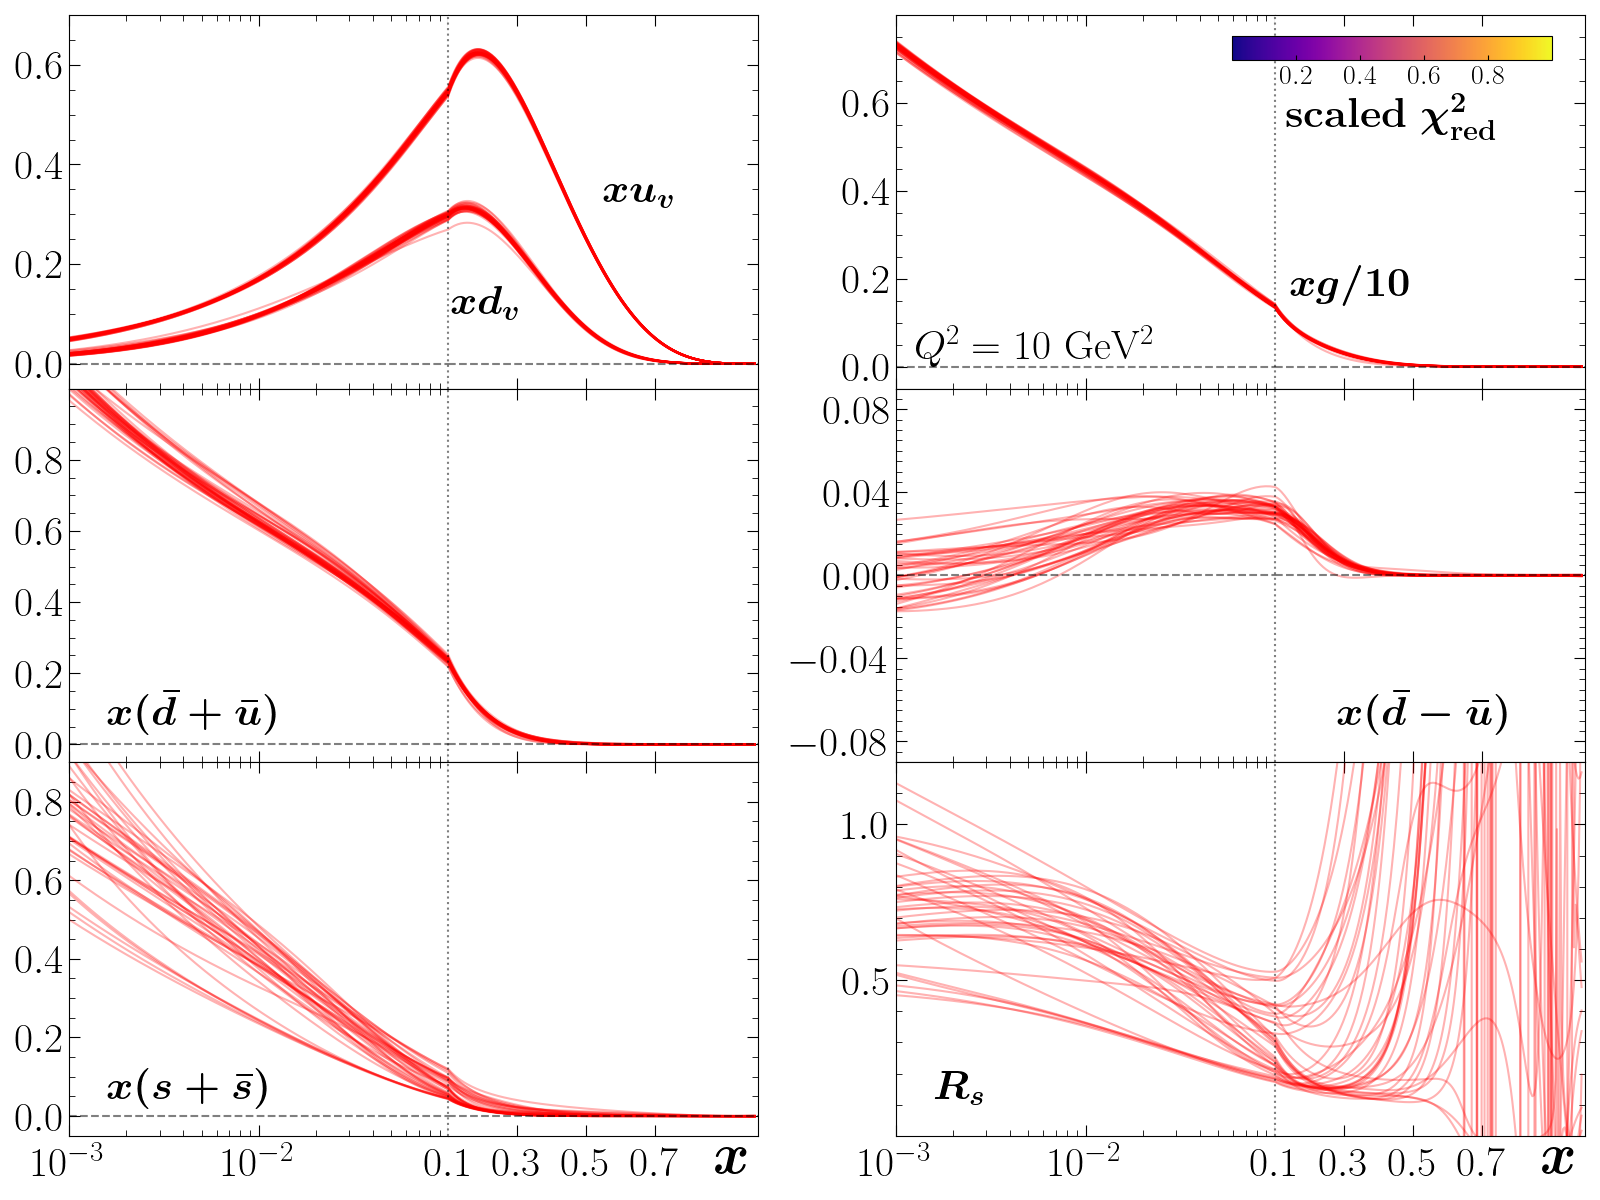 0.6
0.4
0.2
0.0
xu_v
xd_v
0.6
0.4
0.2
0.0
0.2 0.4 0.6 0.8
scaled χ²_red
xg/10
Q² = 10 GeV²
0.8
0.6
0.4
0.2
0.0
x(d̄ + ū)
0.08
0.04
0.00
−0.04
−0.08
x(d̄ − ū)
0.8
0.6
0.4
0.2
0.0
x(s + s̄)
10⁻³ 10⁻² 0.1 0.3 0.5 0.7 x
1.0
0.5
R_s
10⁻³ 10⁻² 0.1 0.3 0.5 0.7 x